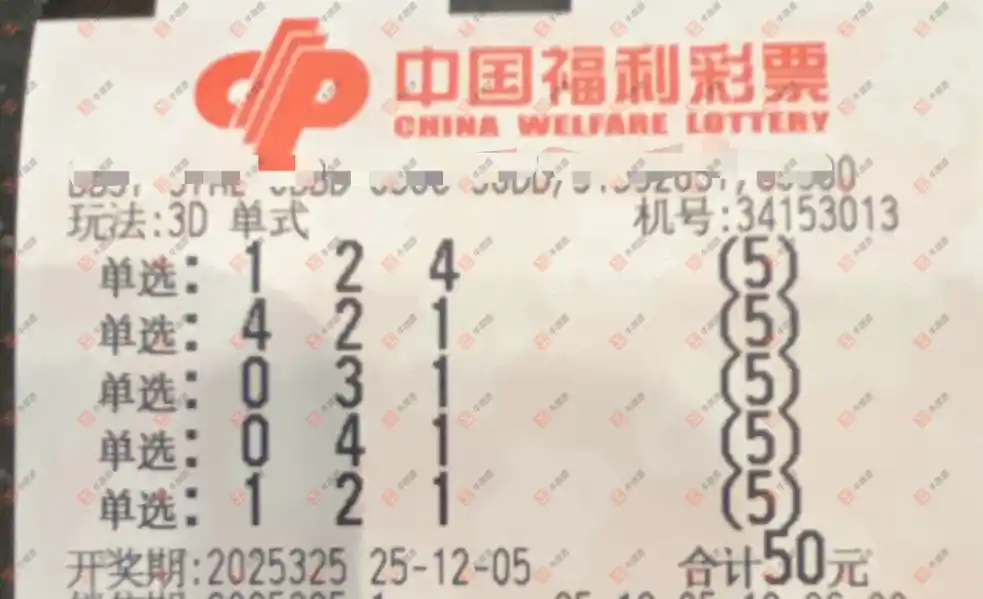 中国福利彩票
CHINA WELFARE LOTTERY
玩法:3D 单式 机号:34153013
单选: 1 2 4 (5)
单选: 4 2 1 (5)
单选: 0 3 1 (5)
单选: 0 4 1 (5)
单选: 1 2 1 (5)
开奖期:2025325 25-12-05 合计50元